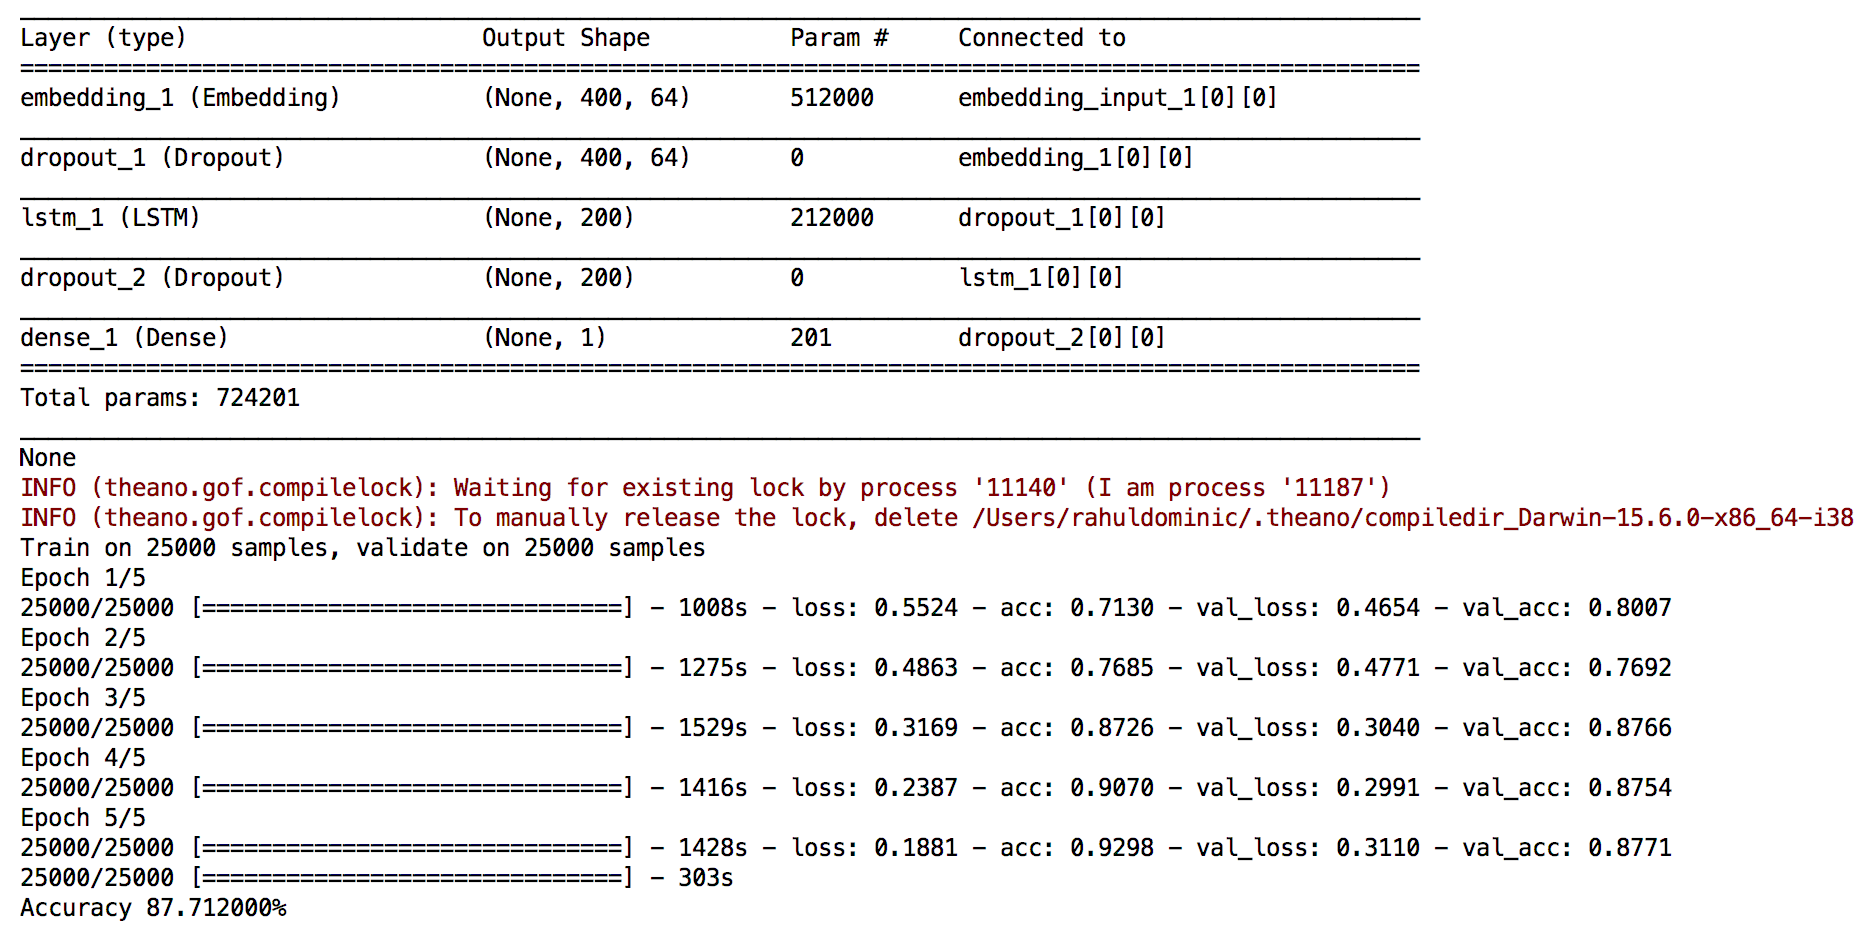 Layer (type) Output Shape Param # Connected to
====================================================================================================
embedding_1 (Embedding) (None, 400, 64) 512000 embedding_input_1[0][0]
dropout_1 (Dropout) (None, 400, 64) 0 embedding_1[0][0]
lstm_1 (LSTM) (None, 200) 212000 dropout_1[0][0]
dropout_2 (Dropout) (None, 200) 0 lstm_1[0][0]
dense_1 (Dense) (None, 1) 201 dropout_2[0][0]
====================================================================================================
Total params: 724201
None
INFO (theano.gof.compilelock): Waiting for existing lock by process '11140' (I am process '11187')
INFO (theano.gof.compilelock): To manually release the lock, delete /Users/rahuldominic/.theano/compiledir_Darwin-15.6.0-x86_64-i38
Train on 25000 samples, validate on 25000 samples
Epoch 1/5
25000/25000 [==============================] - 1008s - loss: 0.5524 - acc: 0.7130 - val_loss: 0.4654 - val_acc: 0.8007
Epoch 2/5
25000/25000 [==============================] - 1275s - loss: 0.4863 - acc: 0.7685 - val_loss: 0.4771 - val_acc: 0.7692
Epoch 3/5
25000/25000 [==============================] - 1529s - loss: 0.3169 - acc: 0.8726 - val_loss: 0.3040 - val_acc: 0.8766
Epoch 4/5
25000/25000 [==============================] - 1416s - loss: 0.2387 - acc: 0.9070 - val_loss: 0.2991 - val_acc: 0.8754
Epoch 5/5
25000/25000 [==============================] - 1428s - loss: 0.1881 - acc: 0.9298 - val_loss: 0.3110 - val_acc: 0.8771
25000/25000 [==============================] - 303s
Accuracy 87.712000%